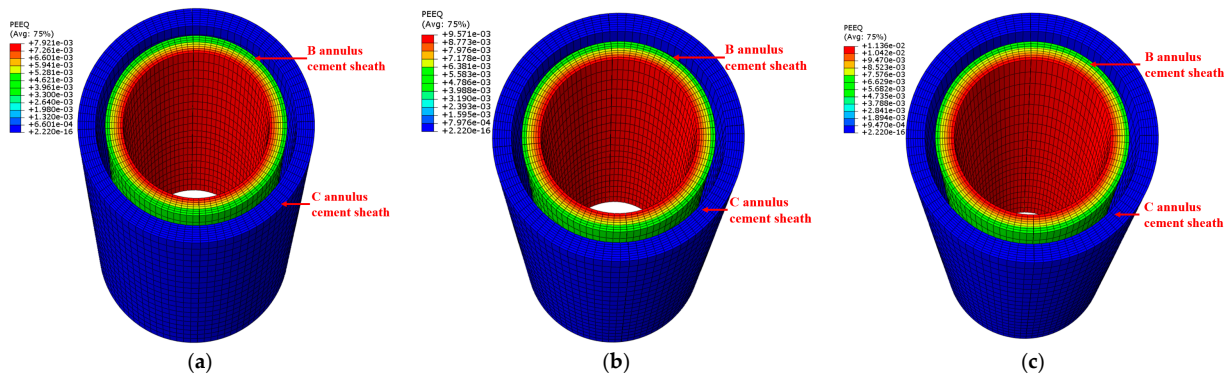 PEEQ
(Avg: 75%)
+7.921e-03
+7.261e-03
+6.601e-03
+5.941e-03
+5.281e-03
+4.621e-03
+3.961e-03
+3.300e-03
+2.640e-03
+1.980e-03
+1.320e-03
+6.601e-04
+2.220e-16
B annulus
cement sheath
C annulus
cement sheath
(a)
PEEQ
(Avg: 75%)
+9.571e-03
+8.773e-03
+7.976e-03
+7.178e-03
+6.381e-03
+5.583e-03
+4.786e-03
+3.988e-03
+3.190e-03
+2.393e-03
+1.595e-03
+7.976e-04
+2.220e-16
B annulus
cement sheath
C annulus
cement sheath
(b)
PEEQ
(Avg: 75%)
+1.136e-02
+1.042e-02
+9.470e-03
+8.523e-03
+7.576e-03
+6.629e-03
+5.682e-03
+4.735e-03
+3.788e-03
+2.841e-03
+1.894e-03
+9.470e-04
+2.220e-16
B annulus
cement sheath
C annulus
cement sheath
(c)